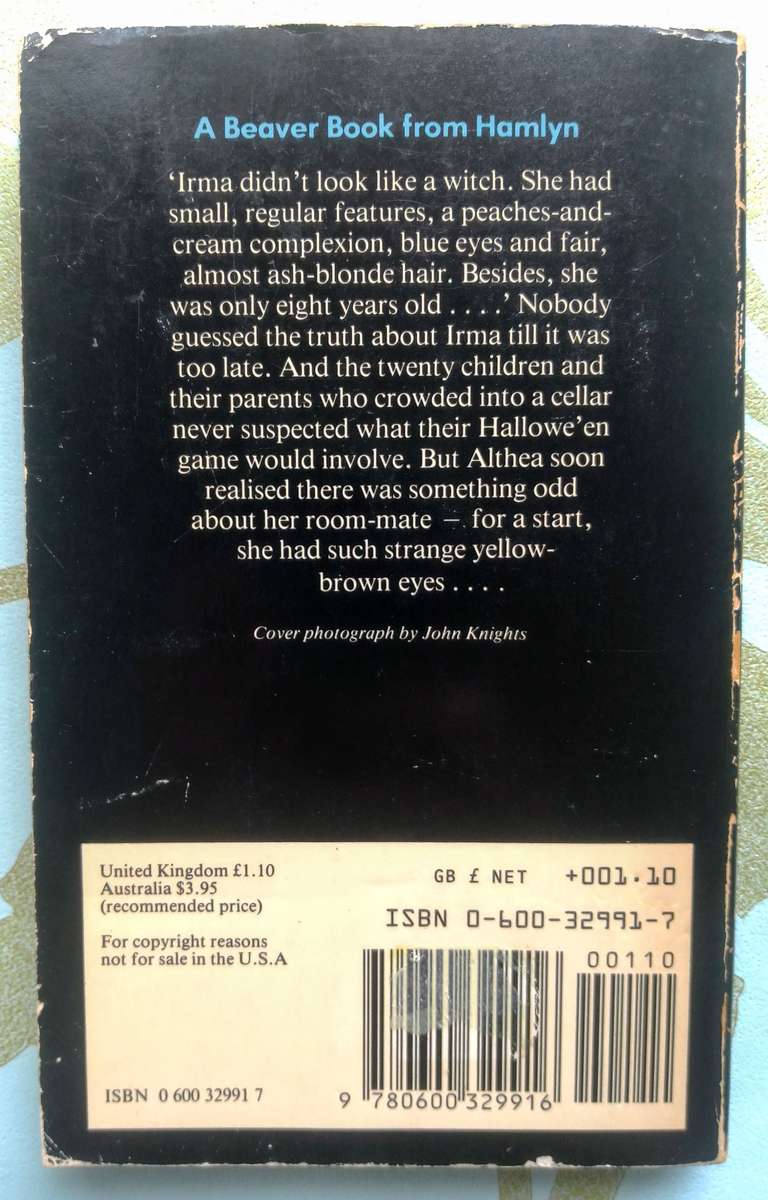 A Beaver Book from Hamlyn
‘Irma didn’t look like a witch. She had
small, regular features, a peaches-and-
cream complexion, blue eyes and fair,
almost ash-blonde hair. Besides, she
was only eight years old . . . .’ Nobody
guessed the truth about Irma till it was
too late. And the twenty children and
their parents who crowded into a cellar
never suspected what their Hallowe’en
game would involve. But Althea soon
realised there was something odd
about her room-mate – for a start,
she had such strange yellow-
brown eyes . . . .
Cover photograph by John Knights
United Kingdom £1.10
Australia $3.95
(recommended price)
For copyright reasons
not for sale in the U.S.A
ISBN 0 600 32991 7
GB £ NET +001.10
ISBN 0-600-32991-7
00110
9 780600 329916